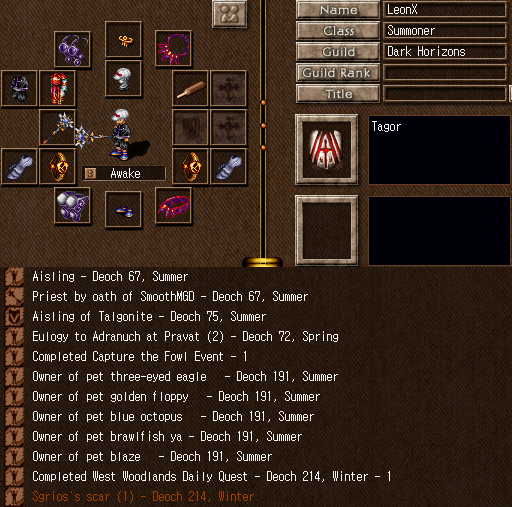 Name LeonX
Class Summoner
Guild Dark Horizons
Guild Rank
Title
Tagor
Awake
Aisling - Deoch 67, Summer
Priest by oath of SmoothMGD - Deoch 67, Summer
Aisling of Talgonite - Deoch 75, Summer
Eulogy to Adranuch at Pravat (2) - Deoch 72, Spring
Completed Capture the Fowl Event - 1
Owner of pet three-eyed eagle - Deoch 191, Summer
Owner of pet golden floppy - Deoch 191, Summer
Owner of pet blue octopus - Deoch 191, Summer
Owner of pet brawlfish ya - Deoch 191, Summer
Owner of pet blaze - Deoch 191, Summer
Completed West Woodlands Daily Quest - Deoch 214, Winter - 1
Sgrios's scar (1) - Deoch 214, Winter